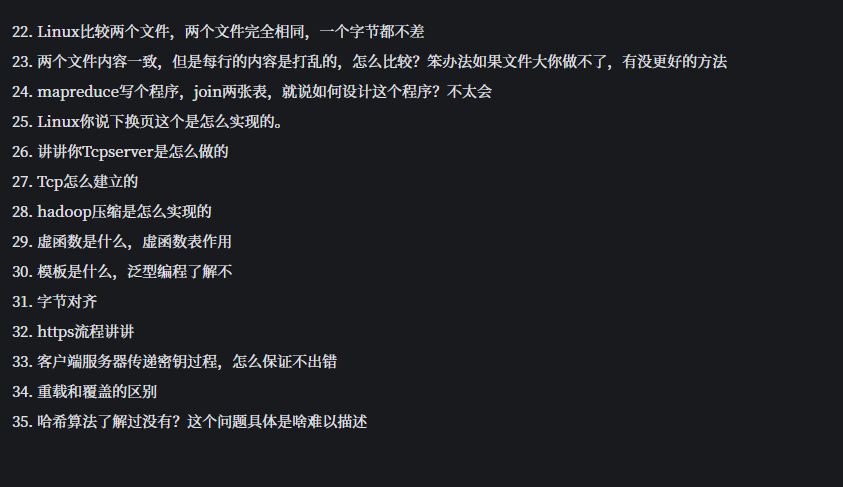 22. Linux比较两个文件，两个文件完全相同，一个字节都不差
23. 两个文件内容一致，但是每行的内容是打乱的，怎么比较？笨办法如果文件大你做不了，有没更好的方法
24. mapreduce写个程序，join两张表，就说如何设计这个程序？不太会
25. Linux你说下换页这个是怎么实现的。
26. 讲讲你Tcpserver是怎么做的
27. Tcp怎么建立的
28. hadoop压缩是怎么实现的
29. 虚函数是什么，虚函数表作用
30. 模板是什么，泛型编程了解不
31. 字节对齐
32. https流程讲讲
33. 客户端服务器传递密钥过程，怎么保证不出错
34. 重载和覆盖的区别
35. 哈希算法了解过没有？这个问题具体是啥难以描述